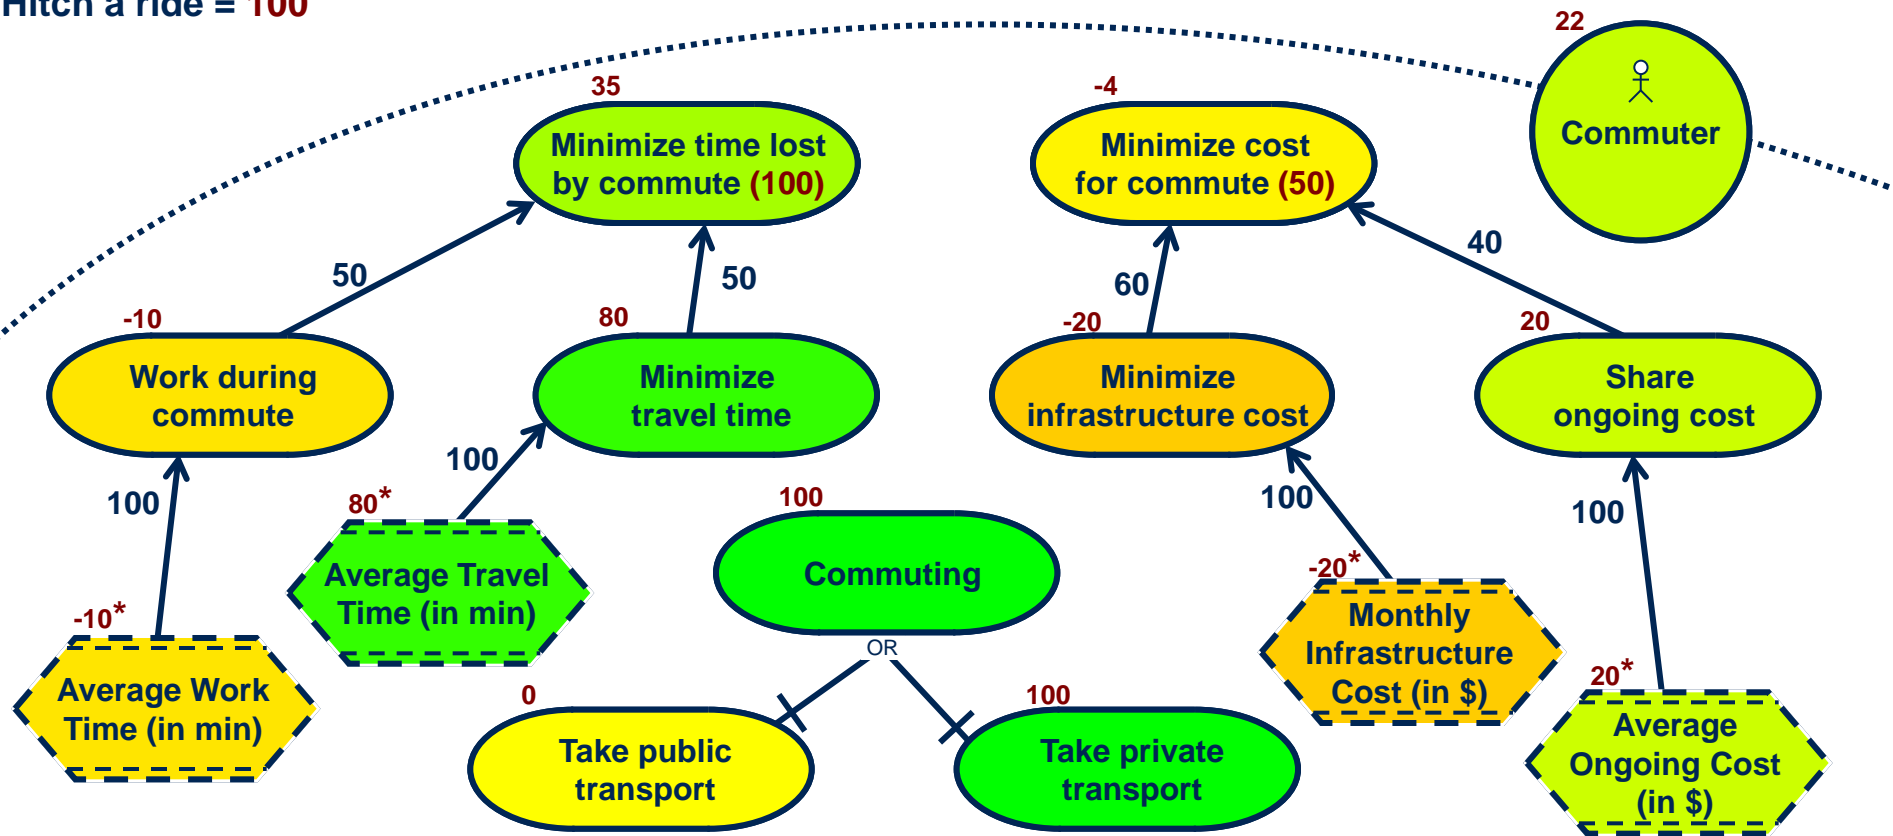 Hitch a ride = 100
22
Commuter
35
Minimize time lost
by commute (100)
-4
Minimize cost
for commute (50)
50
50
60
40
-10
Work during
commute
80
Minimize
travel time
-20
Minimize
infrastructure cost
20
Share
ongoing cost
100
100
100
100
80*
Average Travel
Time (in min)
100
Commuting
OR
-20*
Monthly
Infrastructure
Cost (in $)
-10*
Average Work
Time (in min)
0
Take public
transport
100
Take private
transport
20*
Average
Ongoing Cost
(in $)